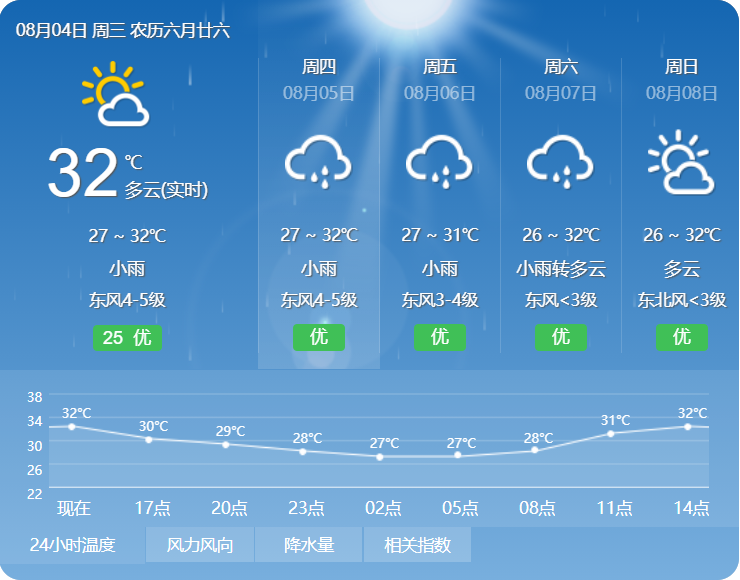 08月04日 周三 农历六月廿六
32
℃
多云(实时)
27 ~ 32℃
小雨
东风4-5级
25 优
周四
08月05日
27 ~ 32℃
小雨
东风4-5级
优
周五
08月06日
27 ~ 31℃
小雨
东风3-4级
优
周六
08月07日
26 ~ 32℃
小雨转多云
东风<3级
优
周日
08月08日
26 ~ 32℃
多云
东北风<3级
优
38
34
30
26
22
32℃ 30℃ 29℃ 28℃ 27℃ 27℃ 28℃ 31℃ 32℃
现在 17点 20点 23点 02点 05点 08点 11点 14点
24小时温度 风力风向 降水量 相关指数